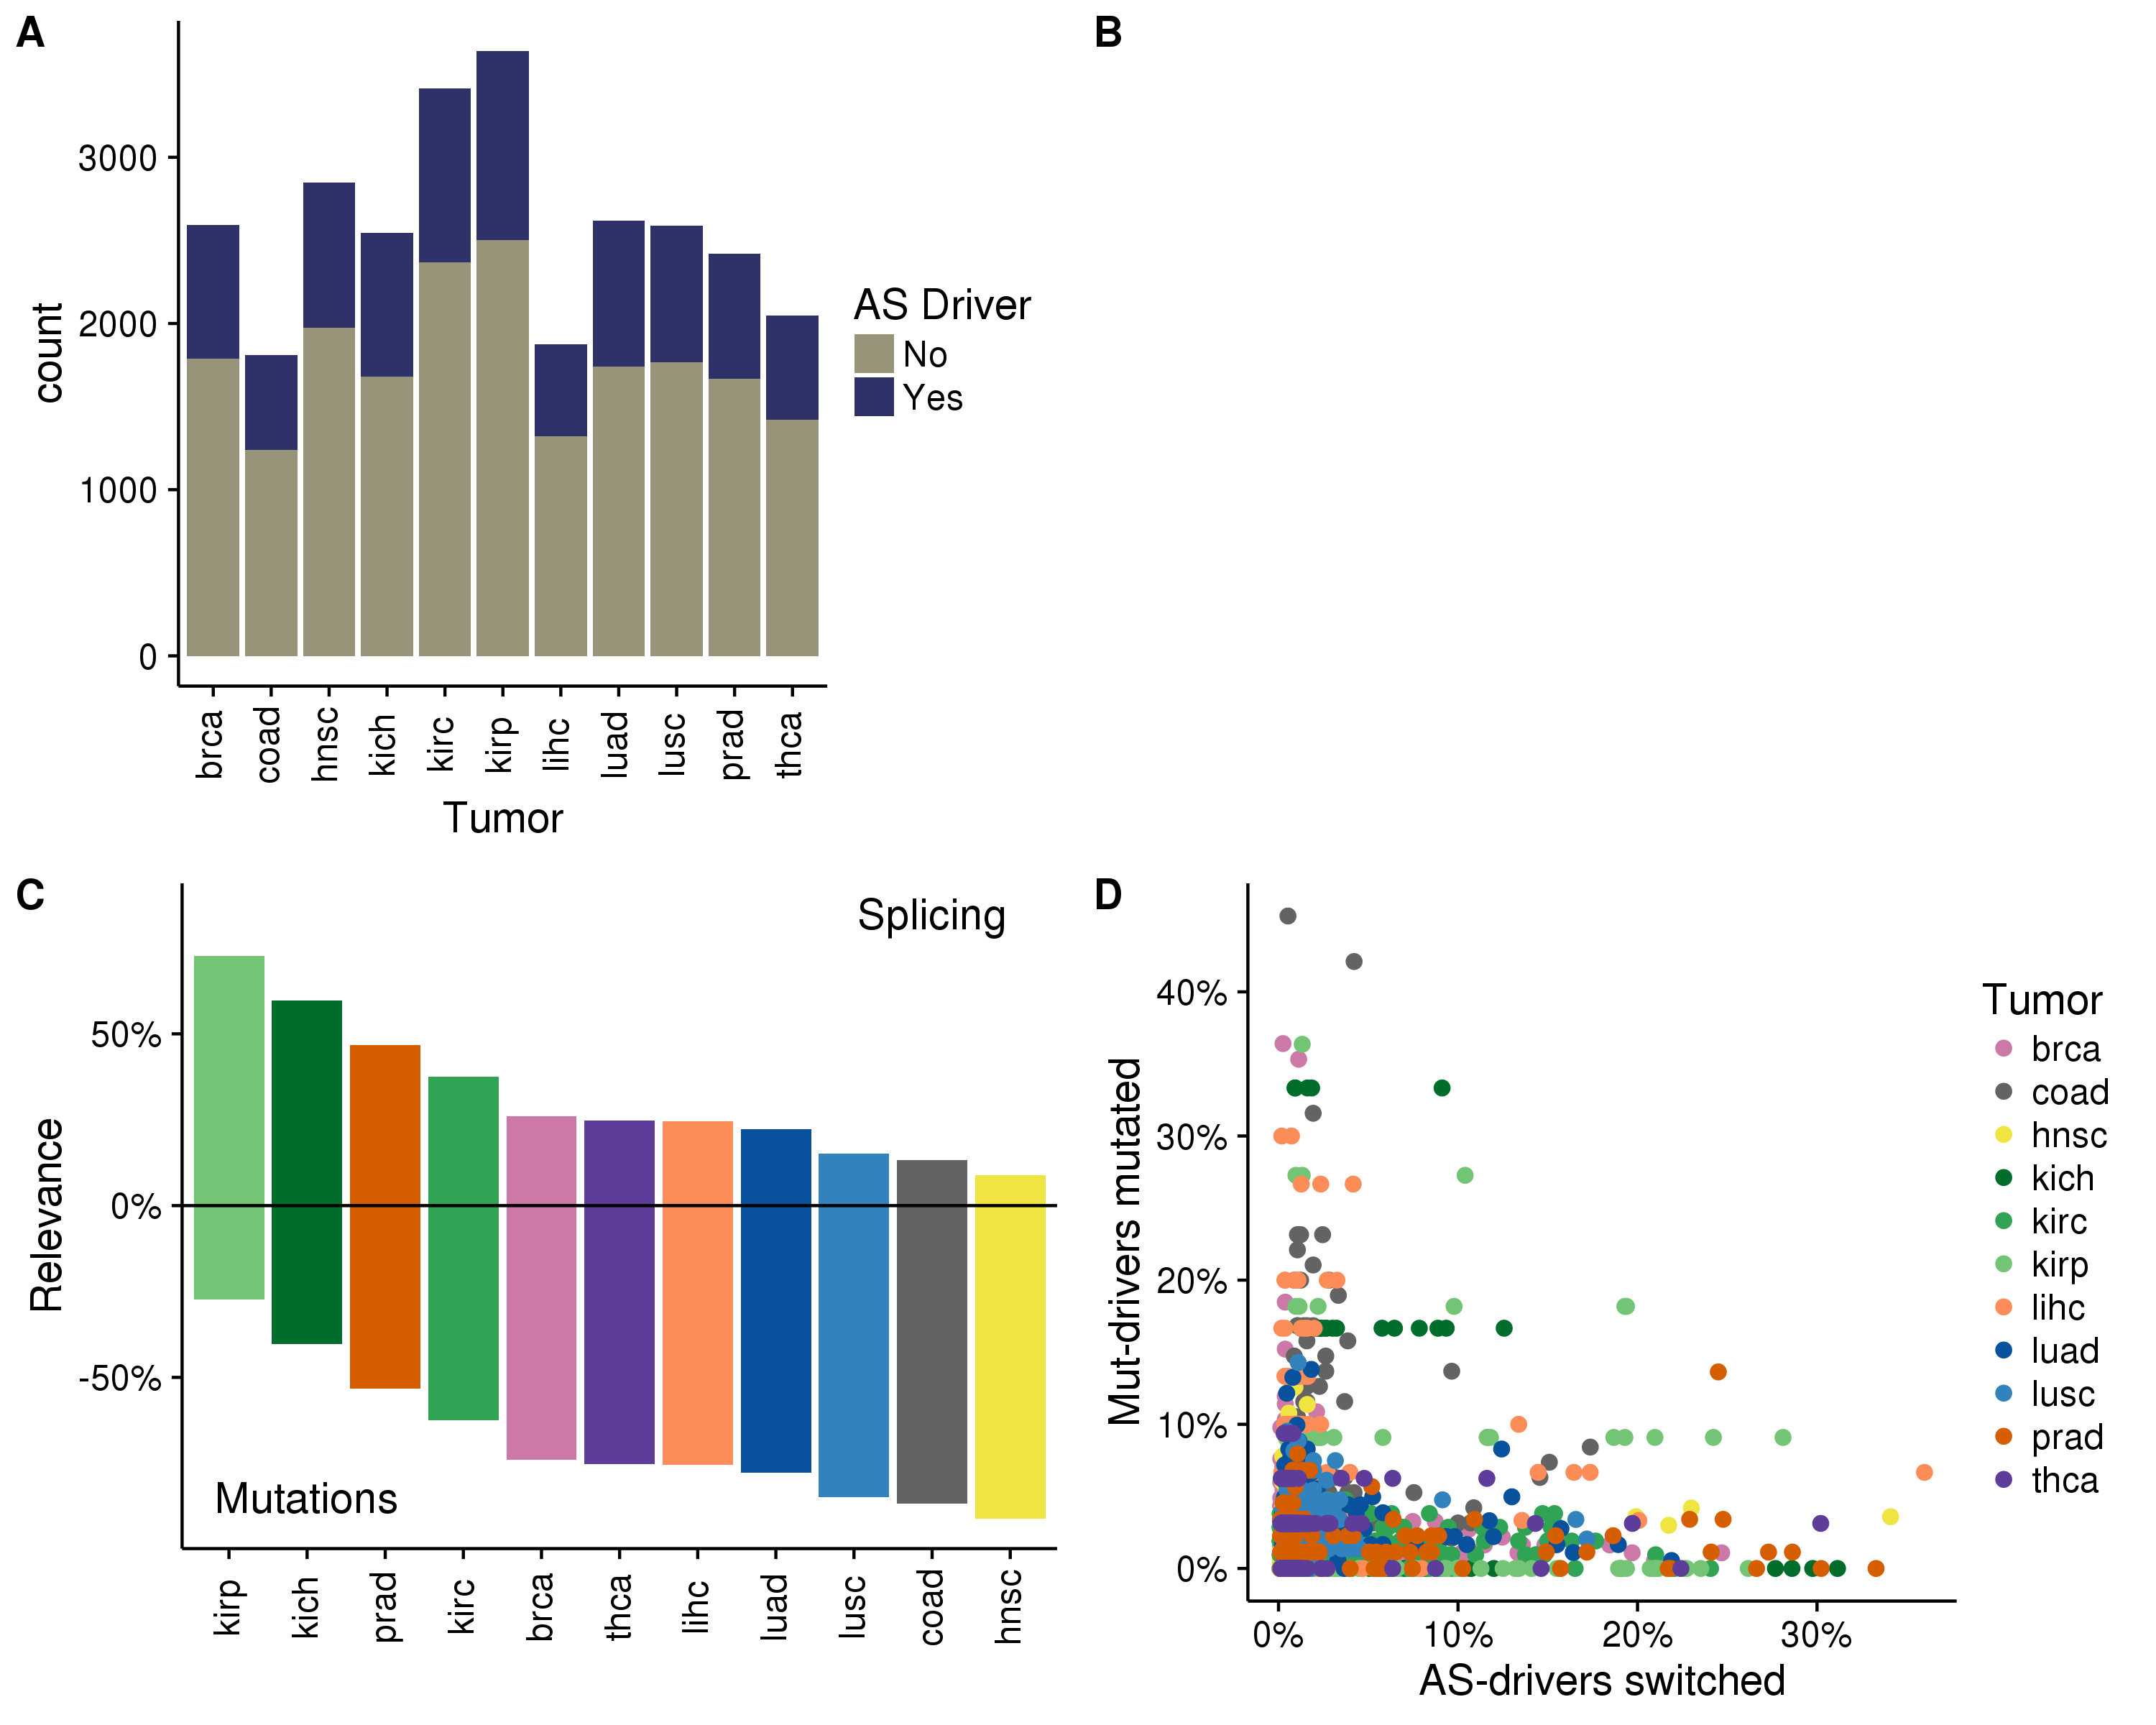 A
3000
2000
1000
0
count
brca
coad
hnsc
kich
kirc
kirp
lihc
luad
lusc
prad
thca
Tumor
AS Driver
No
Yes
B
C
Splicing
50%
0%
-50%
Relevance
Mutations
kirp
kich
prad
kirc
brca
thca
lihc
luad
lusc
coad
hnsc
D
40%
30%
20%
10%
0%
Mut-drivers mutated
0%
10%
20%
30%
AS-drivers switched
Tumor
brca
coad
hnsc
kich
kirc
kirp
lihc
luad
lusc
prad
thca